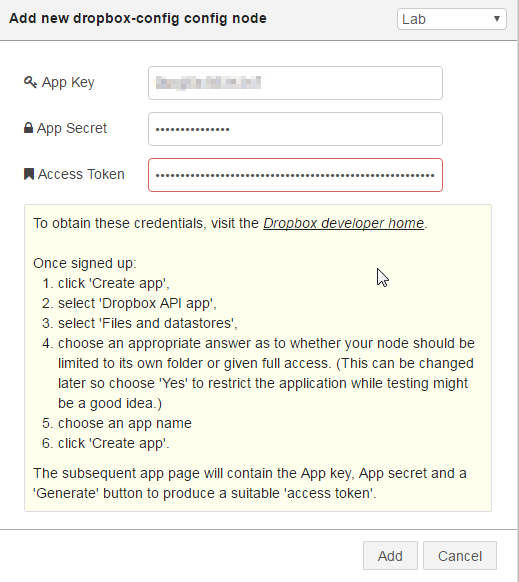 Add new dropbox-config config node
Lab
App Key
App Secret
•••••••••••••••
Access Token
To obtain these credentials, visit the Dropbox developer home.
Once signed up:
1. click 'Create app',
2. select 'Dropbox API app',
3. select 'Files and datastores',
4. choose an appropriate answer as to whether your node should be
limited to its own folder or given full access. (This can be changed
later so choose 'Yes' to restrict the application while testing might
be a good idea.)
5. choose an app name
6. click 'Create app'.
The subsequent app page will contain the App key, App secret and a
'Generate' button to produce a suitable 'access token'.
Add
Cancel